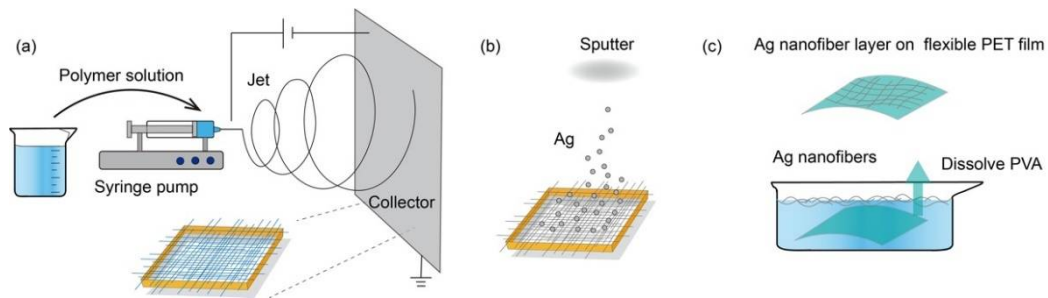 (a)
Polymer solution
Jet
Syringe pump
Collector
(b)
Sputter
Ag
(c)
Ag nanofiber layer on flexible PET film
Ag nanofibers
Dissolve PVA